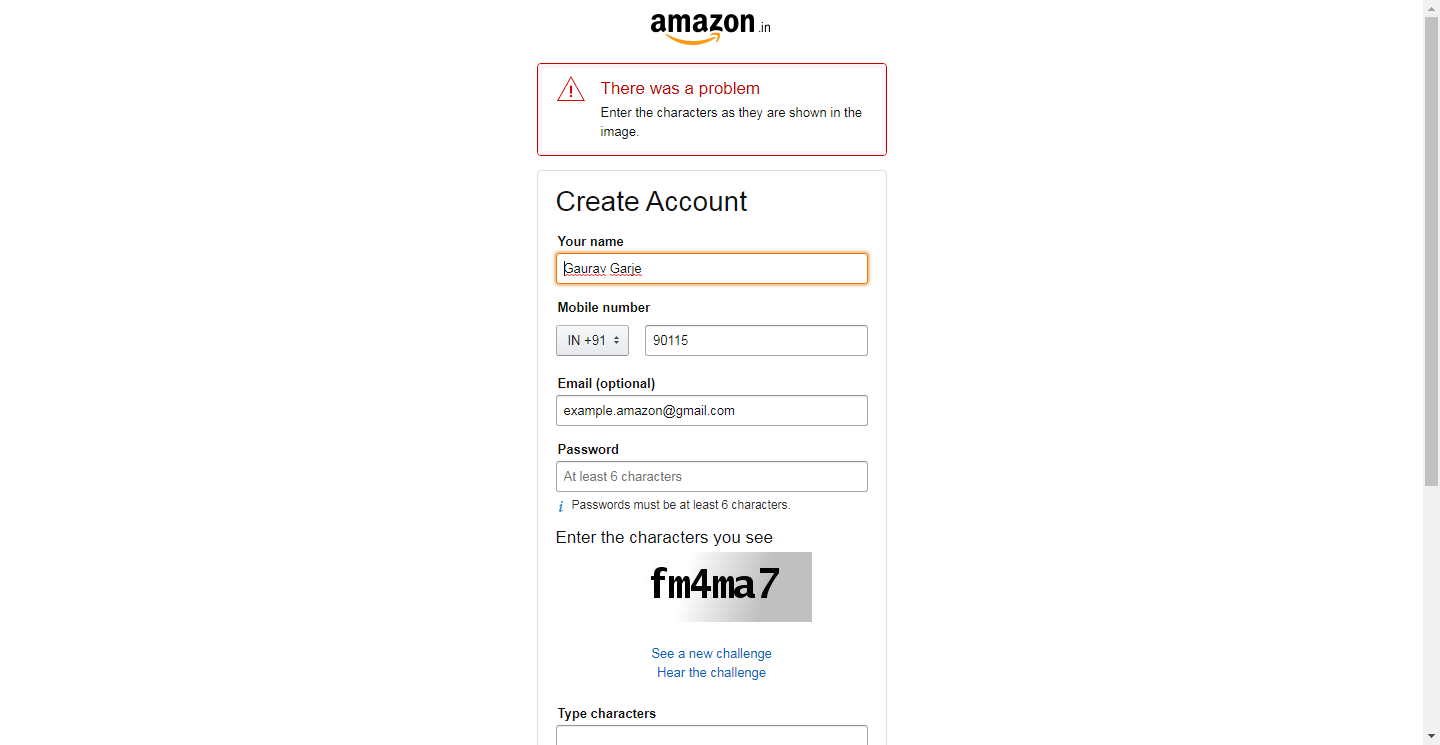 amazon.in
There was a problem
Enter the characters as they are shown in the
image.
Create Account
Your name
Gaurav Garje
Mobile number
IN +91 90115
Email (optional)
example.amazon@gmail.com
Password
At least 6 characters
i Passwords must be at least 6 characters.
Enter the characters you see
fm4ma7
See a new challenge
Hear the challenge
Type characters